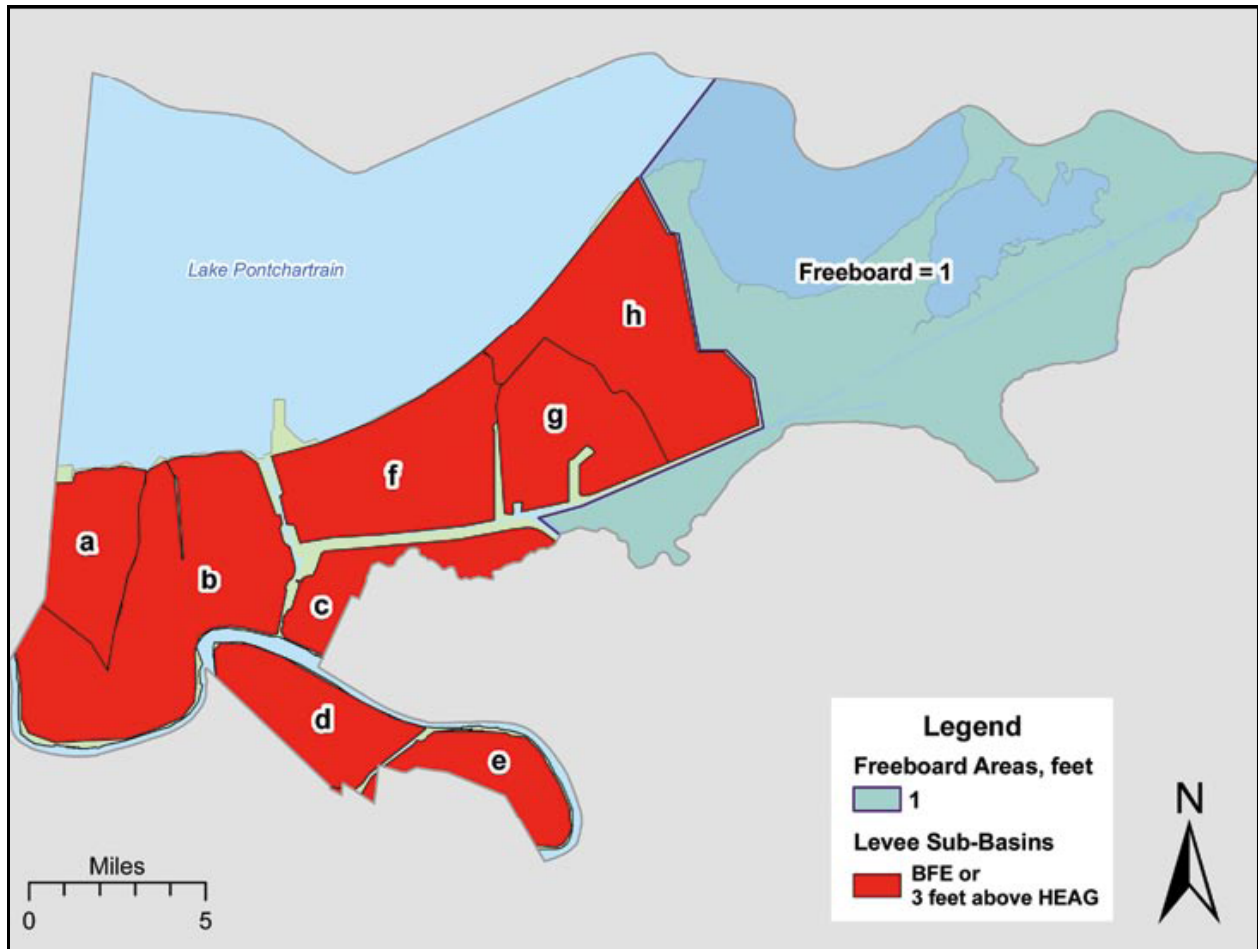 Lake Pontchartrain
Freeboard = 1
h
g
f
a
b
c
d
e
Legend
Freeboard Areas, feet
1
Levee Sub-Basins
BFE or
3 feet above HEAG
N
Miles
0 5